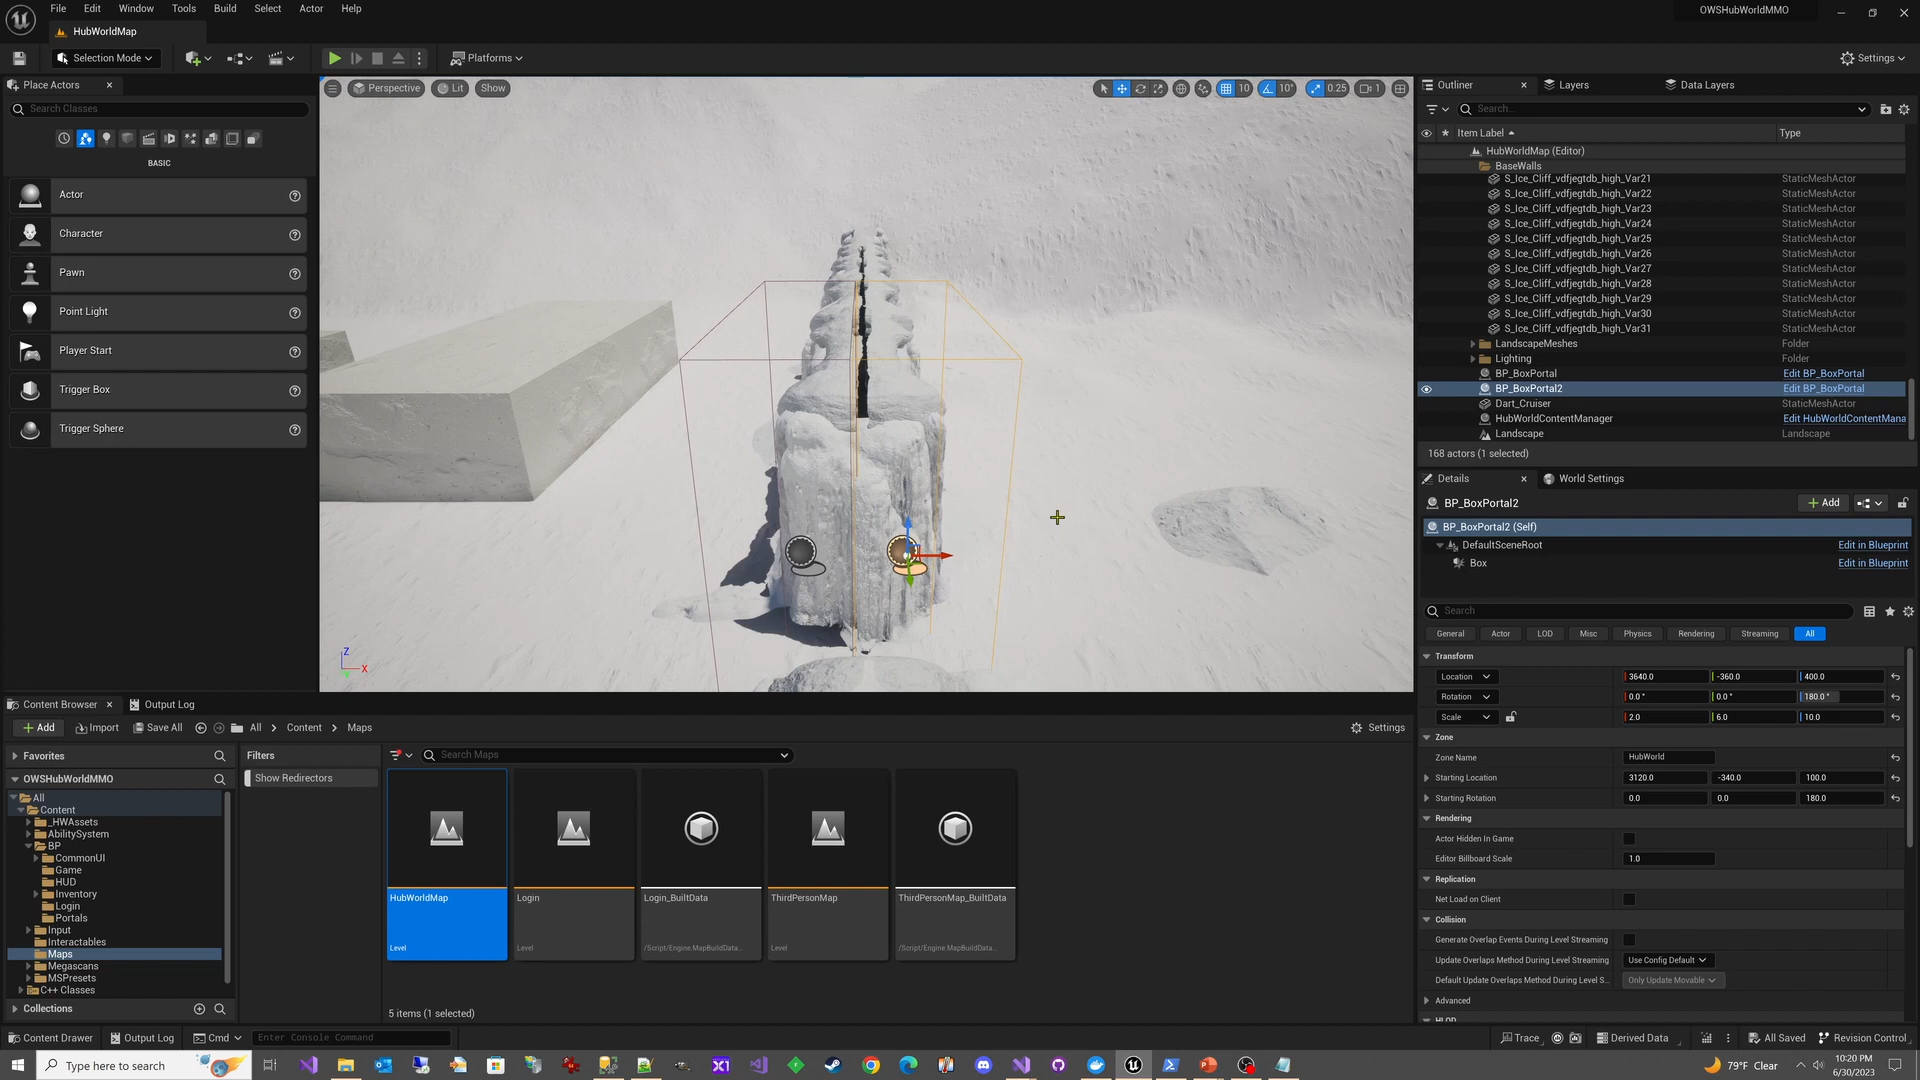 File
Edit
Window
Tools
Build
Select
Actor
Help
OWSHubWorldMMO
HubWorldMap
Selection Mode
Platforms
Settings
Place Actors
Search Classes
BASIC
Actor
Character
Pawn
Point Light
Player Start
Trigger Box
Trigger Sphere
Perspective
Lit
Show
10
10°
0.25
1
Z
X
Outliner
Layers
Data Layers
Search...
Item Label
Type
HubWorldMap (Editor)
BaseWalls
S_Ice_Cliff_vdfjegtdb_high_Var21 StaticMeshActor
S_Ice_Cliff_vdfjegtdb_high_Var22 StaticMeshActor
S_Ice_Cliff_vdfjegtdb_high_Var23 StaticMeshActor
S_Ice_Cliff_vdfjegtdb_high_Var24 StaticMeshActor
S_Ice_Cliff_vdfjegtdb_high_Var25 StaticMeshActor
S_Ice_Cliff_vdfjegtdb_high_Var26 StaticMeshActor
S_Ice_Cliff_vdfjegtdb_high_Var27 StaticMeshActor
S_Ice_Cliff_vdfjegtdb_high_Var28 StaticMeshActor
S_Ice_Cliff_vdfjegtdb_high_Var29 StaticMeshActor
S_Ice_Cliff_vdfjegtdb_high_Var30 StaticMeshActor
S_Ice_Cliff_vdfjegtdb_high_Var31 StaticMeshActor
LandscapeMeshes Folder
Lighting Folder
BP_BoxPortal Edit BP_BoxPortal
BP_BoxPortal2 Edit BP_BoxPortal
Dart_Cruiser StaticMeshActor
HubWorldContentManager Edit HubWorldContentMana
Landscape Landscape
168 actors (1 selected)
Details
World Settings
BP_BoxPortal2
Add
BP_BoxPortal2 (Self)
DefaultSceneRoot Edit in Blueprint
Box Edit in Blueprint
Search
General
Actor
LOD
Misc
Physics
Rendering
Streaming
All
Transform
Location 3640.0 -360.0 400.0
Rotation 0.0° 0.0° 180.0°
Scale 2.0 6.0 10.0
Zone
Zone Name HubWorld
Starting Location 3120.0 -340.0 100.0
Starting Rotation 0.0 0.0 180.0
Rendering
Actor Hidden In Game
Editor Billboard Scale 1.0
Replication
Net Load on Client
Collision
Generate Overlap Events During Level Streaming
Update Overlaps Method During Level Streaming Use Config Default
Default Update Overlaps Method During Level S... Only Update Movable
Advanced
HLOD
Content Browser
Output Log
Add
Import
Save All
All
Content
Maps
Settings
Favorites
OWSHubWorldMMO
All
Content
_HWAssets
AbilitySystem
BP
CommonUI
Game
HUD
Inventory
Login
Portals
Input
Interactables
Maps
Megascans
MSPresets
C++ Classes
Collections
Filters
Show Redirectors
Search Maps
HubWorldMap
Level
Login
Level
Login_BuiltData
/Script/Engine.MapBuildData...
ThirdPersonMap
Level
ThirdPersonMap_BuiltData
/Script/Engine.MapBuildData...
5 items (1 selected)
Content Drawer
Output Log
Cmd
Enter Console Command
Trace
Derived Data
All Saved
Revision Control
Type here to search
X1
79°F Clear
10:20 PM
6/30/2023